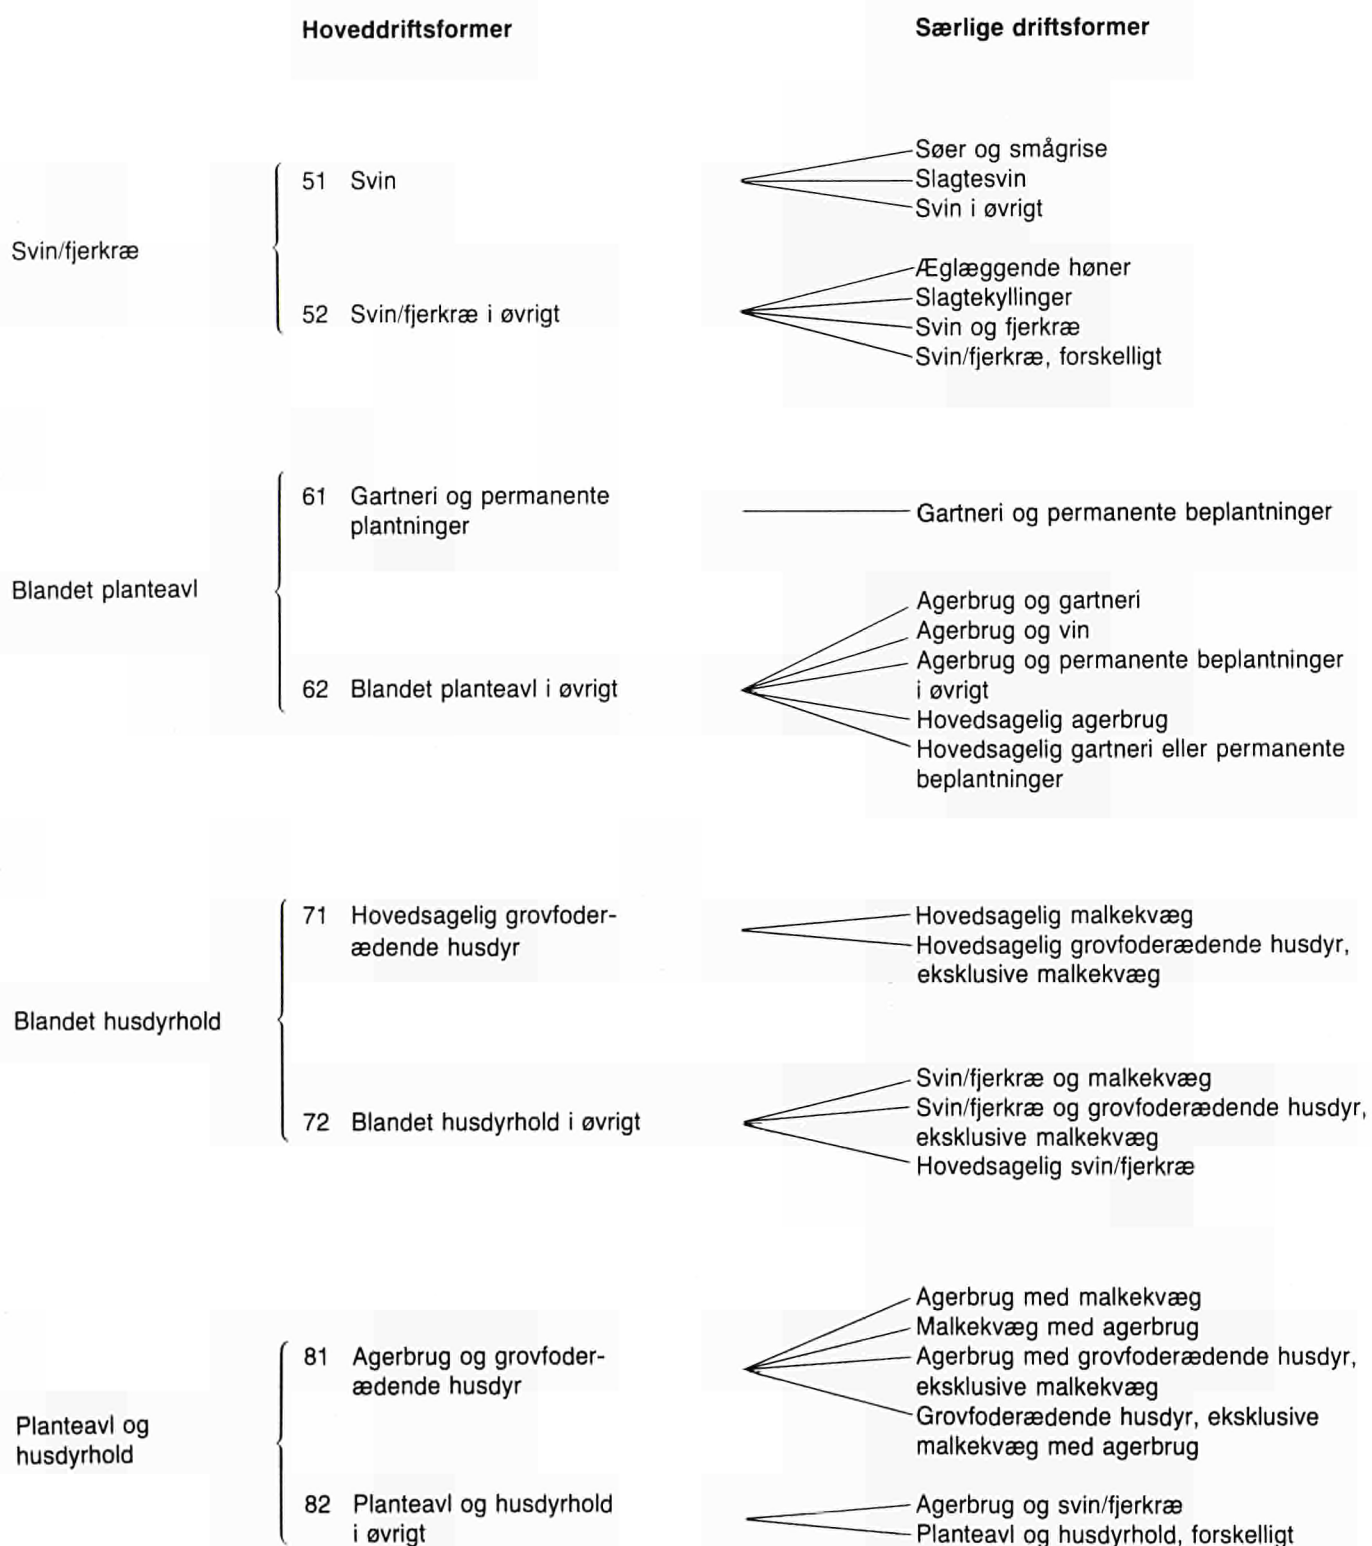 Hoveddriftsformer
Særlige driftsformer
Svin/fjerkræ
51 Svin
Søer og smågrise
Slagtesvin
Svin i øvrigt
52 Svin/fjerkræ i øvrigt
Æglæggende høner
Slagtekyllinger
Svin og fjerkræ
Svin/fjerkræ, forskelligt
Blandet planteavl
61 Gartneri og permanente
plantninger
Gartneri og permanente beplantninger
62 Blandet planteavl i øvrigt
Agerbrug og gartneri
Agerbrug og vin
Agerbrug og permanente beplantninger
i øvrigt
Hovedsagelig agerbrug
Hovedsagelig gartneri eller permanente
beplantninger
Blandet husdyrhold
71 Hovedsagelig grovfoder-
ædende husdyr
Hovedsagelig malkekvæg
Hovedsagelig grovfoderædende husdyr,
eksklusive malkekvæg
72 Blandet husdyrhold i øvrigt
Svin/fjerkræ og malkekvæg
Svin/fjerkræ og grovfoderædende husdyr,
eksklusive malkekvæg
Hovedsagelig svin/fjerkræ
Planteavl og
husdyrhold
81 Agerbrug og grovfoder-
ædende husdyr
Agerbrug med malkekvæg
Malkekvæg med agerbrug
Agerbrug med grovfoderædende husdyr,
eksklusive malkekvæg
Grovfoderædende husdyr, eksklusive
malkekvæg med agerbrug
82 Planteavl og husdyrhold
i øvrigt
Agerbrug og svin/fjerkræ
Planteavl og husdyrhold, forskelligt